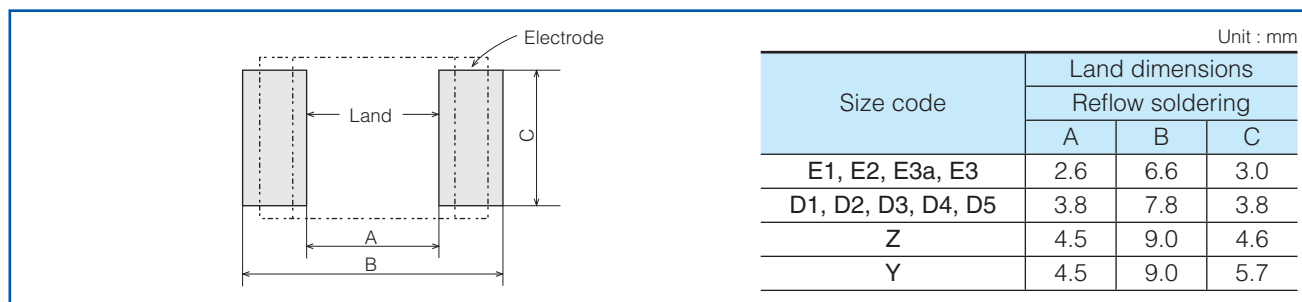 Electrode
Land
C
A
B
Unit : mm
Size code
Land dimensions
Reflow soldering
A B C
E1, E2, E3a, E3 2.6 6.6 3.0
D1, D2, D3, D4, D5 3.8 7.8 3.8
Z 4.5 9.0 4.6
Y 4.5 9.0 5.7